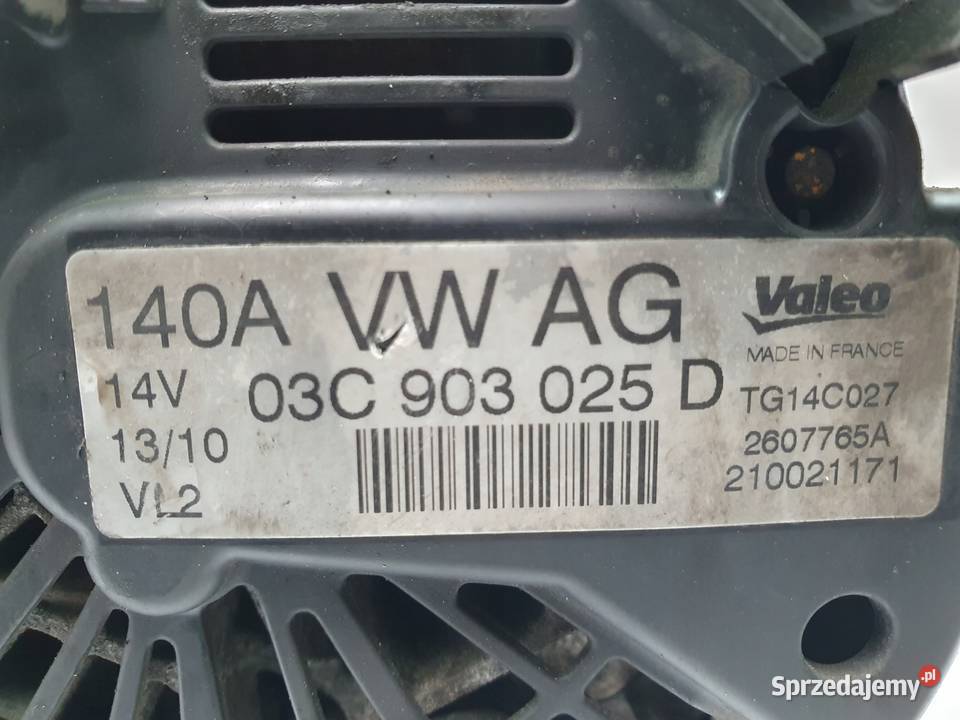 140A VW AG
14V 03C 903 025 D
13/10
VL2
Valeo
MADE IN FRANCE
TG14C027
2607765A
210021171
Sprzedajemy.pl